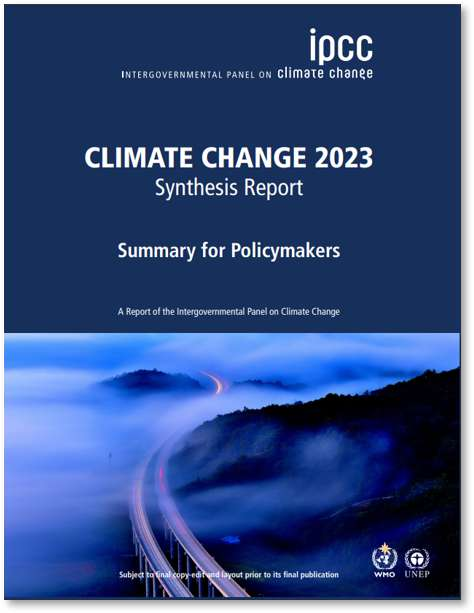 ipcc
INTERGOVERNMENTAL PANEL ON climate change
CLIMATE CHANGE 2023
Synthesis Report
Summary for Policymakers
A Report of the Intergovernmental Panel on Climate Change
Subject to final copy-edit and layout prior to its final publication
WMO UNEP